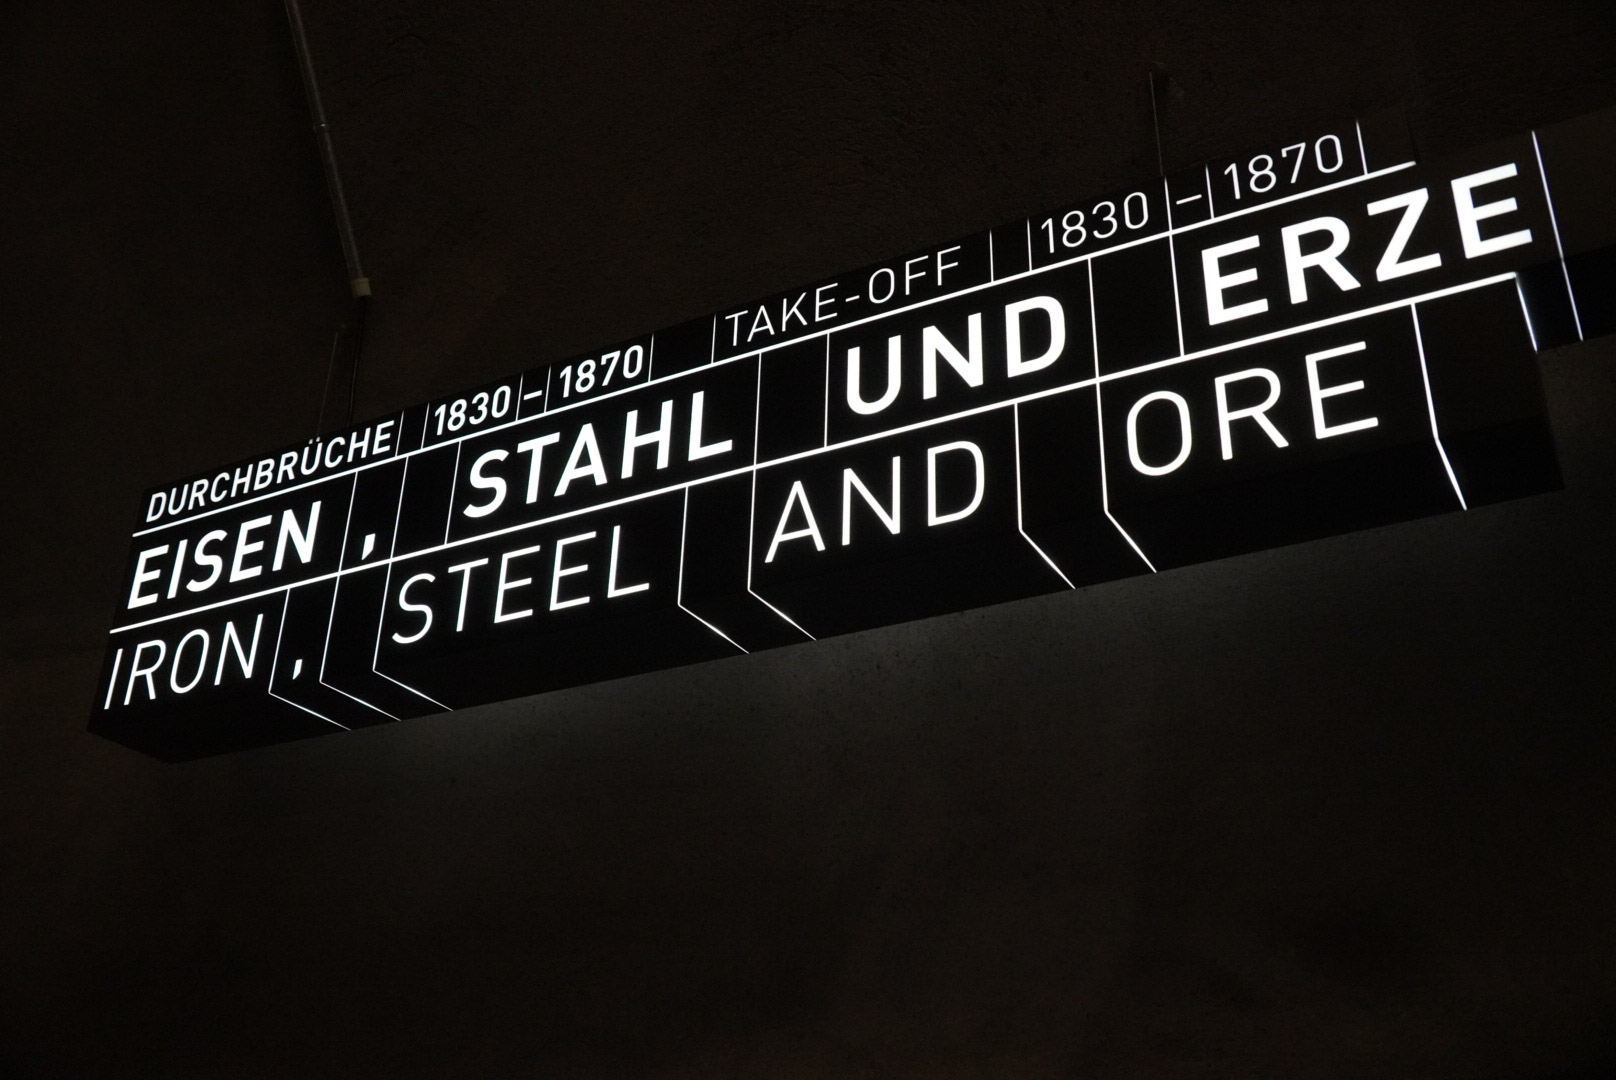 DURCHBRÜCHE 1830 – 1870 TAKE-OFF 1830 – 1870
EISEN, STAHL UND ERZE
IRON, STEEL AND ORE